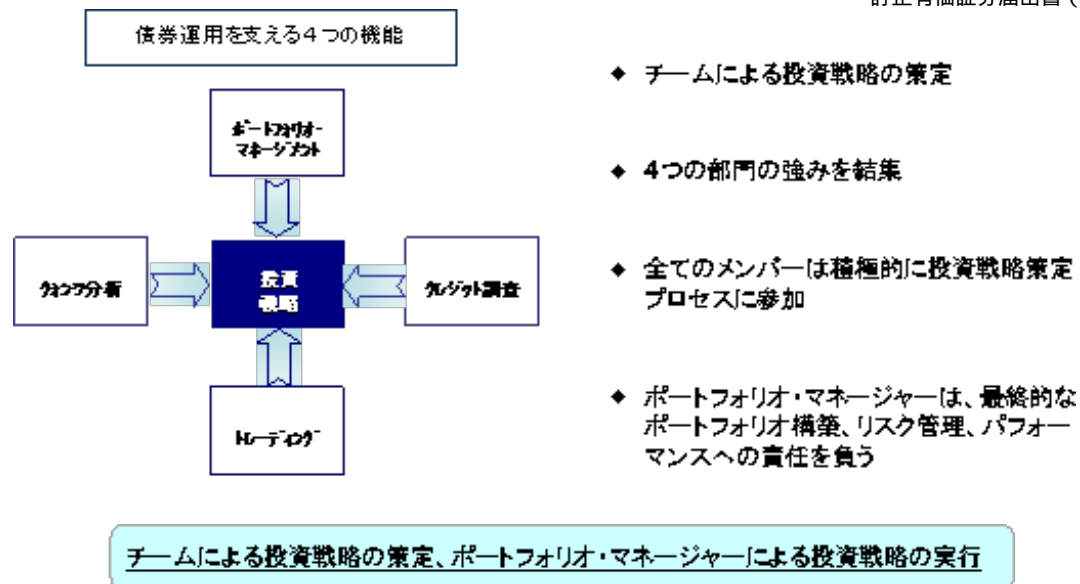 訂正有価証券届出書(
債券運用を支える4つの機能
ポートフォリオ・
マネージメント
クオンツ分析
投資
戦略
クレジット調査
トレーディング
◆ チームによる投資戦略の策定
◆ 4つの部門の強みを結集
◆ 全てのメンバーは積極的に投資戦略策定
プロセスに参加
◆ ポートフォリオ・マネージャーは、最終的な
ポートフォリオ構築、リスク管理、パフォー
マンスへの責任を負う
チームによる投資戦略の策定、ポートフォリオ・マネージャーによる投資戦略の実行